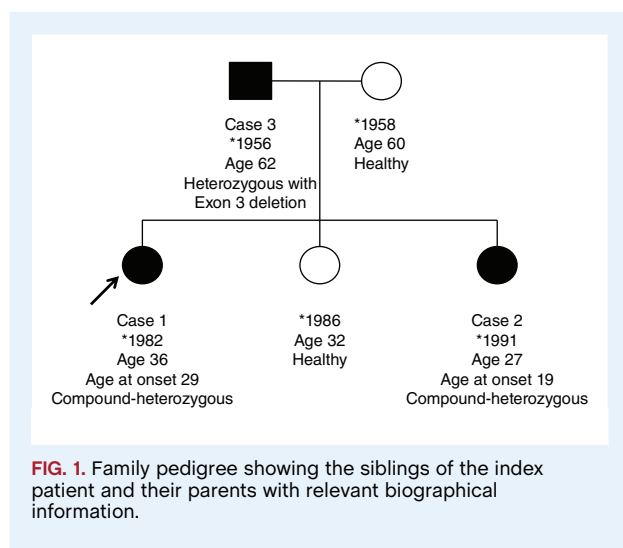 Case 3
*1956
Age 62
Heterozygous with
Exon 3 deletion
*1958
Age 60
Healthy
Case 1
*1982
Age 36
Age at onset 29
Compound-heterozygous
*1986
Age 32
Healthy
Case 2
*1991
Age 27
Age at onset 19
Compound-heterozygous
FIG. 1. Family pedigree showing the siblings of the index
patient and their parents with relevant biographical
information.